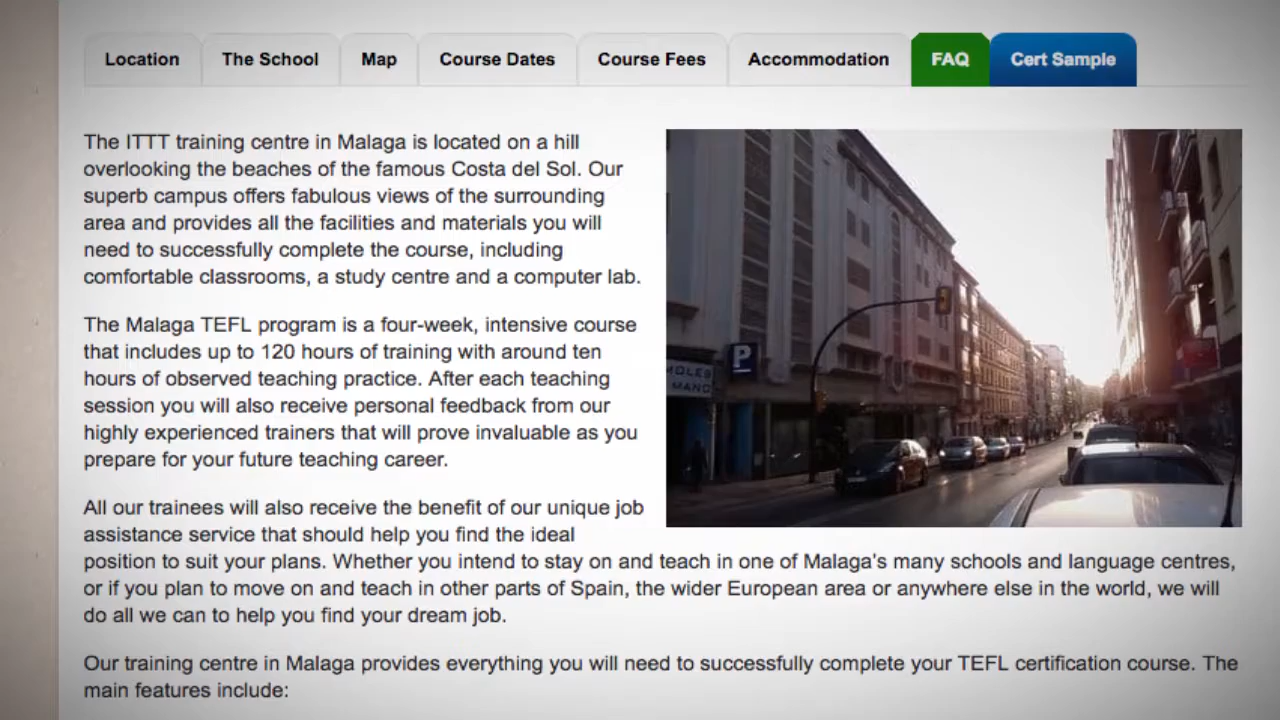 Location
The School
Map
Course Dates
Course Fees
Accommodation
FAQ
Cert Sample
The ITTT training centre in Malaga is located on a hill
overlooking the beaches of the famous Costa del Sol. Our
superb campus offers fabulous views of the surrounding
area and provides all the facilities and materials you will
need to successfully complete the course, including
comfortable classrooms, a study centre and a computer lab.
The Malaga TEFL program is a four-week, intensive course
that includes up to 120 hours of training with around ten
hours of observed teaching practice. After each teaching
session you will also receive personal feedback from our
highly experienced trainers that will prove invaluable as you
prepare for your future teaching career.
All our trainees will also receive the benefit of our unique job
assistance service that should help you find the ideal
position to suit your plans. Whether you intend to stay on and teach in one of Malaga's many schools and language centres,
or if you plan to move on and teach in other parts of Spain, the wider European area or anywhere else in the world, we will
do all we can to help you find your dream job.
Our training centre in Malaga provides everything you will need to successfully complete your TEFL certification course. The
main features include:
P